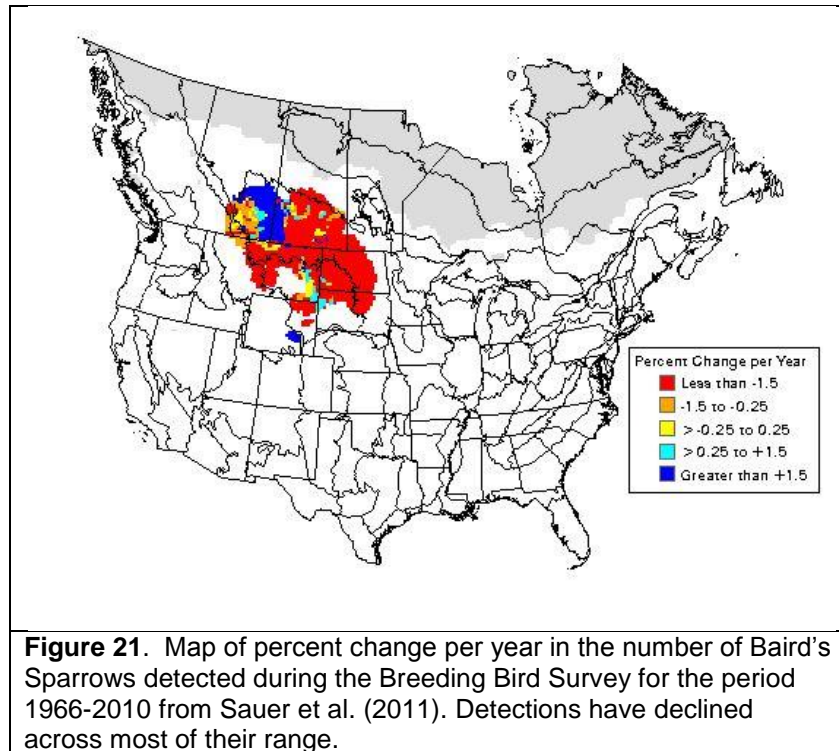 Percent Change per Year
Less than -1.5
-1.5 to -0.25
> -0.25 to 0.25
> 0.25 to +1.5
Greater than +1.5
Figure 21. Map of percent change per year in the number of Baird’s
Sparrows detected during the Breeding Bird Survey for the period
1966-2010 from Sauer et al. (2011). Detections have declined
across most of their range.